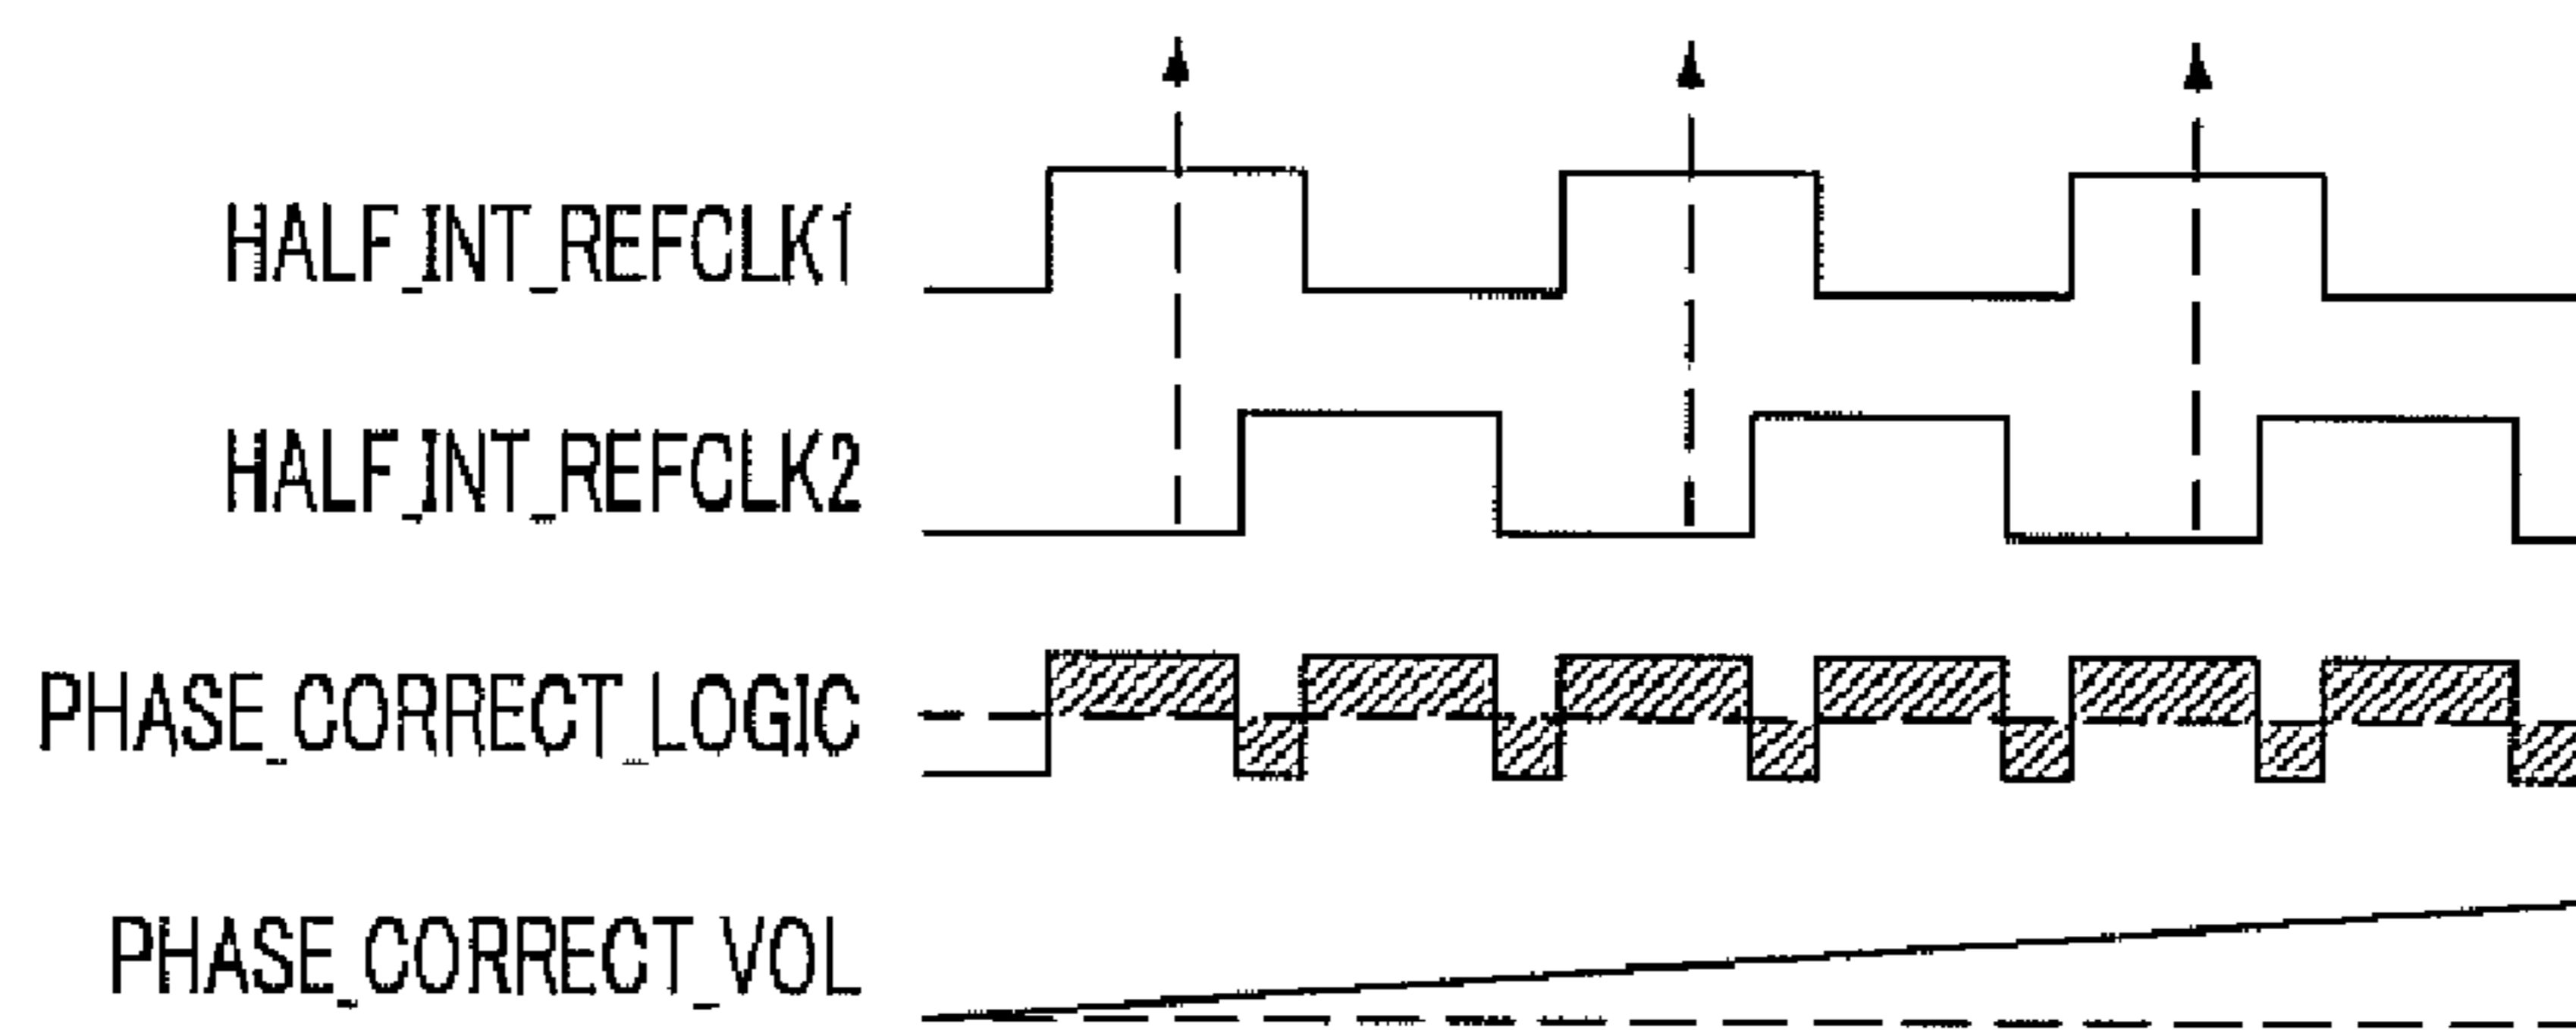 HALF_INT_REFCLK1
HALF_INT_REFCLK2
PHASE_CORRECT_LOGIC
PHASE_CORRECT_VOL